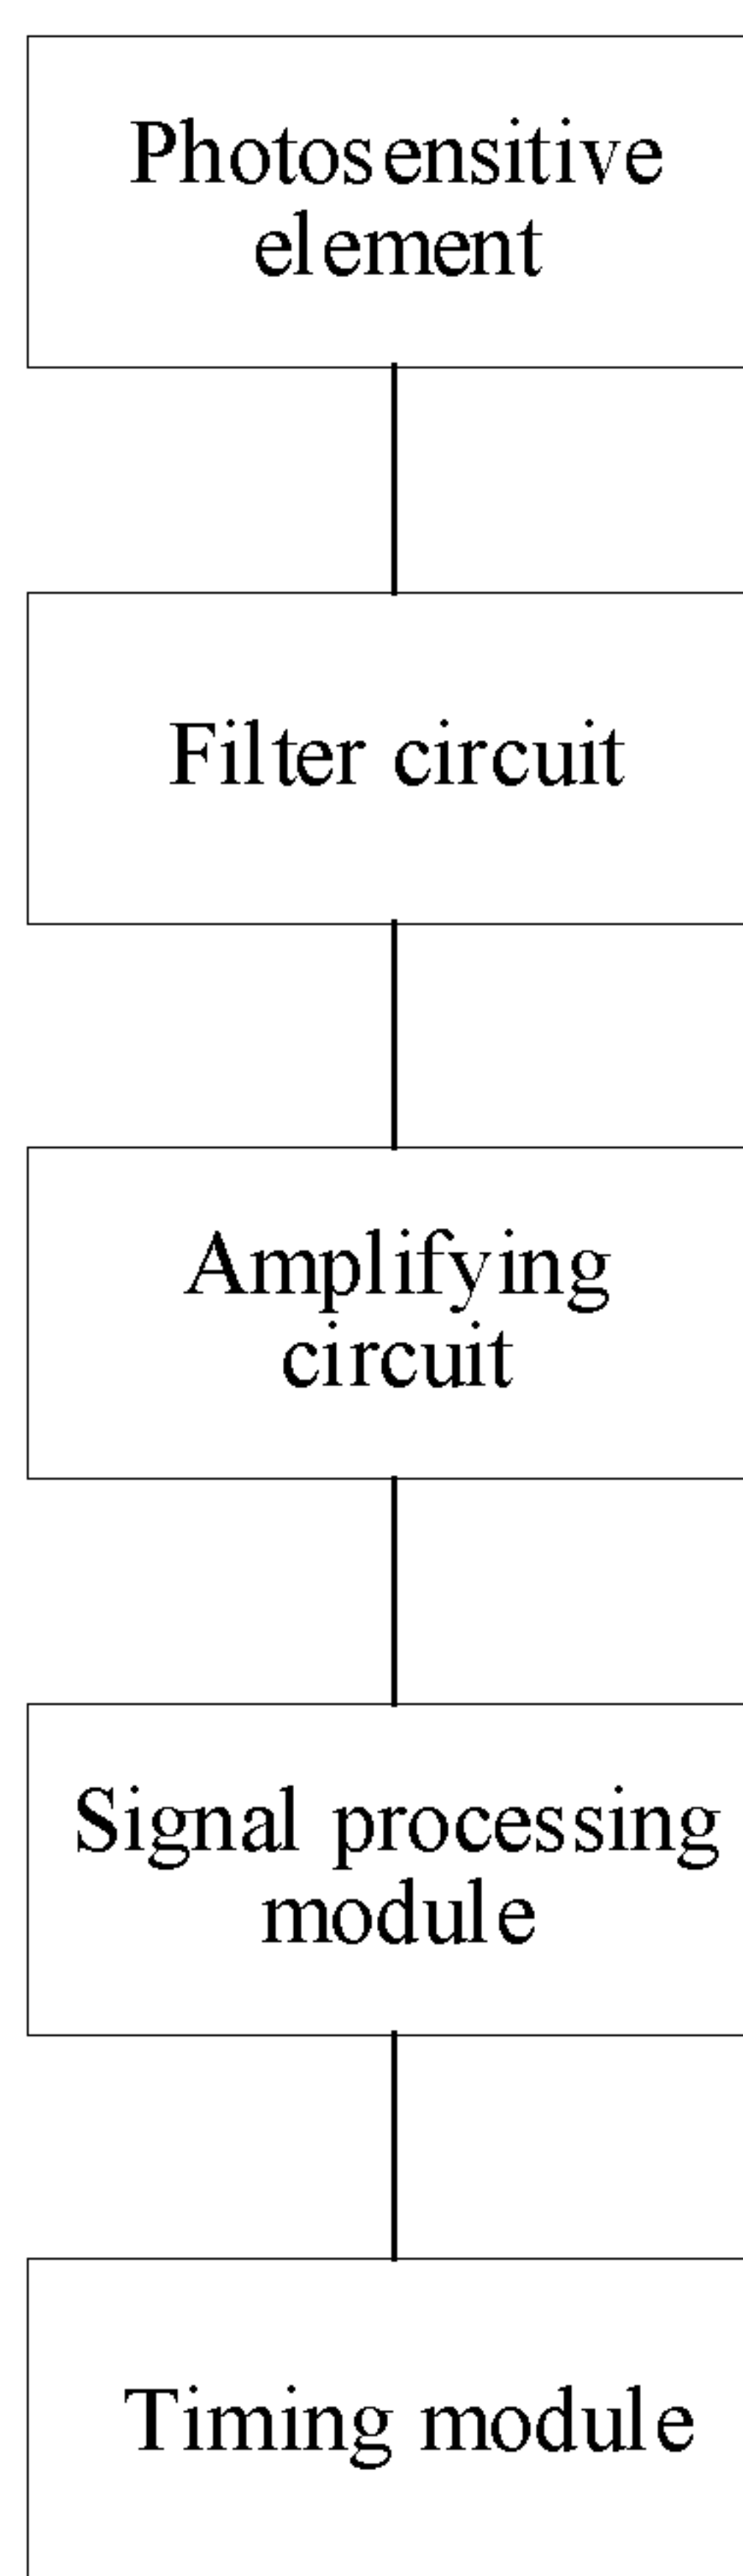 Photosensitive
element
Filter circuit
Amplifying
circuit
Signal processing
module
Timing module